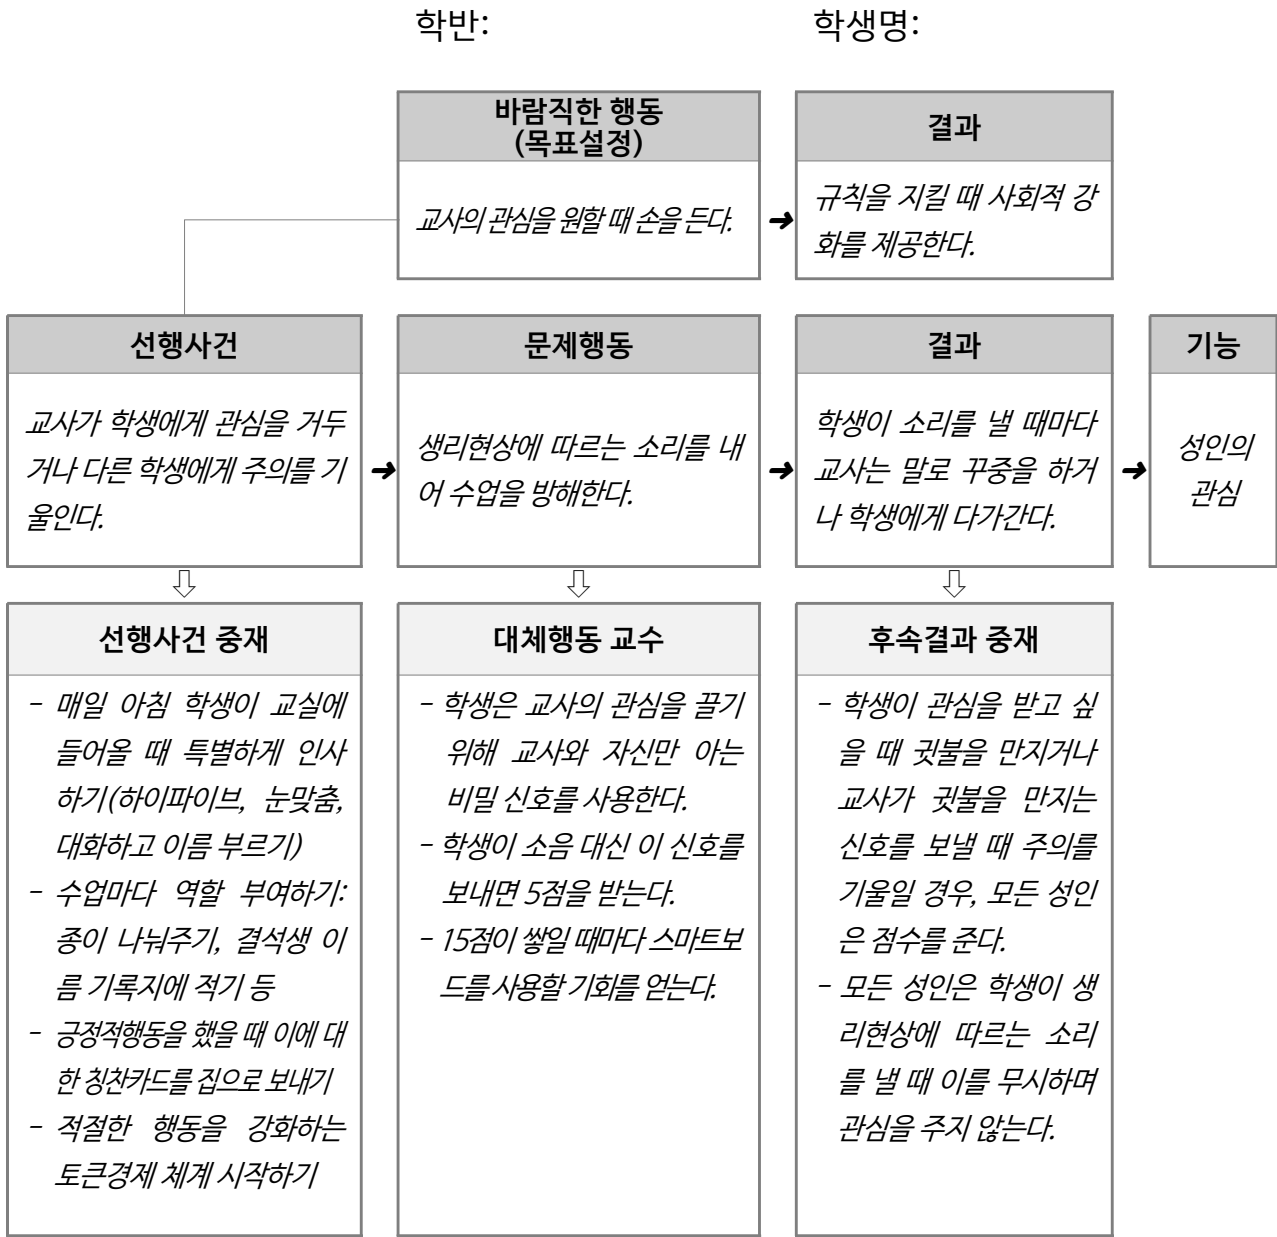 학반:
학생명:
바람직한 행동
(목표설정)
교사의 관심을 원할 때 손을 든다.
➜
결과
규칙을 지킬 때 사회적 강
화를 제공한다.
선행사건
교사가 학생에게 관심을 거두
거나 다른 학생에게 주의를 기
울인다.
➜
문제행동
생리현상에 따르는 소리를 내
어 수업을 방해한다.
➜
결과
학생이 소리를 낼 때마다
교사는 말로 꾸중을 하거
나 학생에게 다가간다.
➜
기능
성인의
관심
⇩
⇩
⇩
선행사건 중재
- 매일 아침 학생이 교실에
들어올 때 특별하게 인사
하기(하이파이브, 눈맞춤,
대화하고 이름 부르기)
- 수업마다 역할 부여하기:
종이 나눠주기, 결석생 이
름 기록지에 적기 등
- 긍정적행동을 했을 때 이에 대
한 칭찬카드를 집으로 보내기
- 적절한 행동을 강화하는
토큰경제 체계 시작하기
대체행동 교수
- 학생은 교사의 관심을 끌기
위해 교사와 자신만 아는
비밀 신호를 사용한다.
- 학생이 소음 대신 이 신호를
보내면 5점을 받는다.
- 15점이 쌓일 때마다 스마트보
드를 사용할 기회를 얻는다.
후속결과 중재
- 학생이 관심을 받고 싶
을 때 귓불을 만지거나
교사가 귓불을 만지는
신호를 보낼 때 주의를
기울일 경우, 모든 성인
은 점수를 준다.
- 모든 성인은 학생이 생
리현상에 따르는 소리
를 낼 때 이를 무시하며
관심을 주지 않는다.